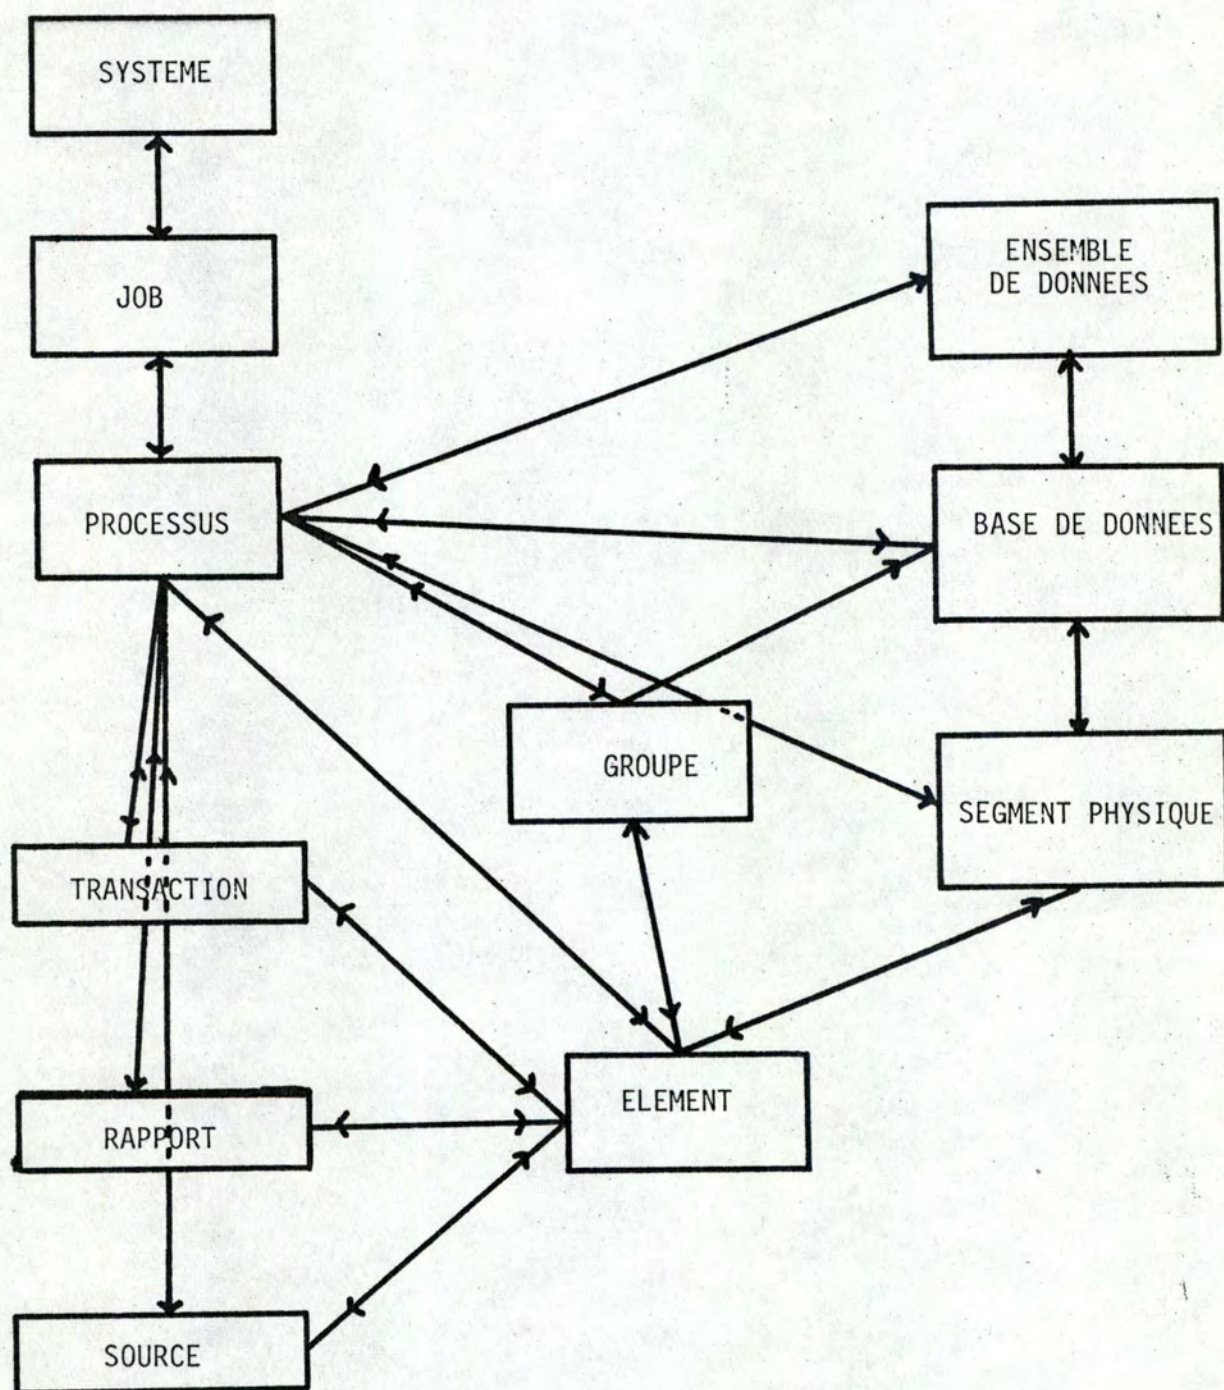 SYSTEME
JOB
ENSEMBLE
DE DONNEES
PROCESSUS
BASE DE DONNEES
GROUPE
SEGMENT PHYSIQUE
TRANSACTION
ELEMENT
RAPPORT
SOURCE